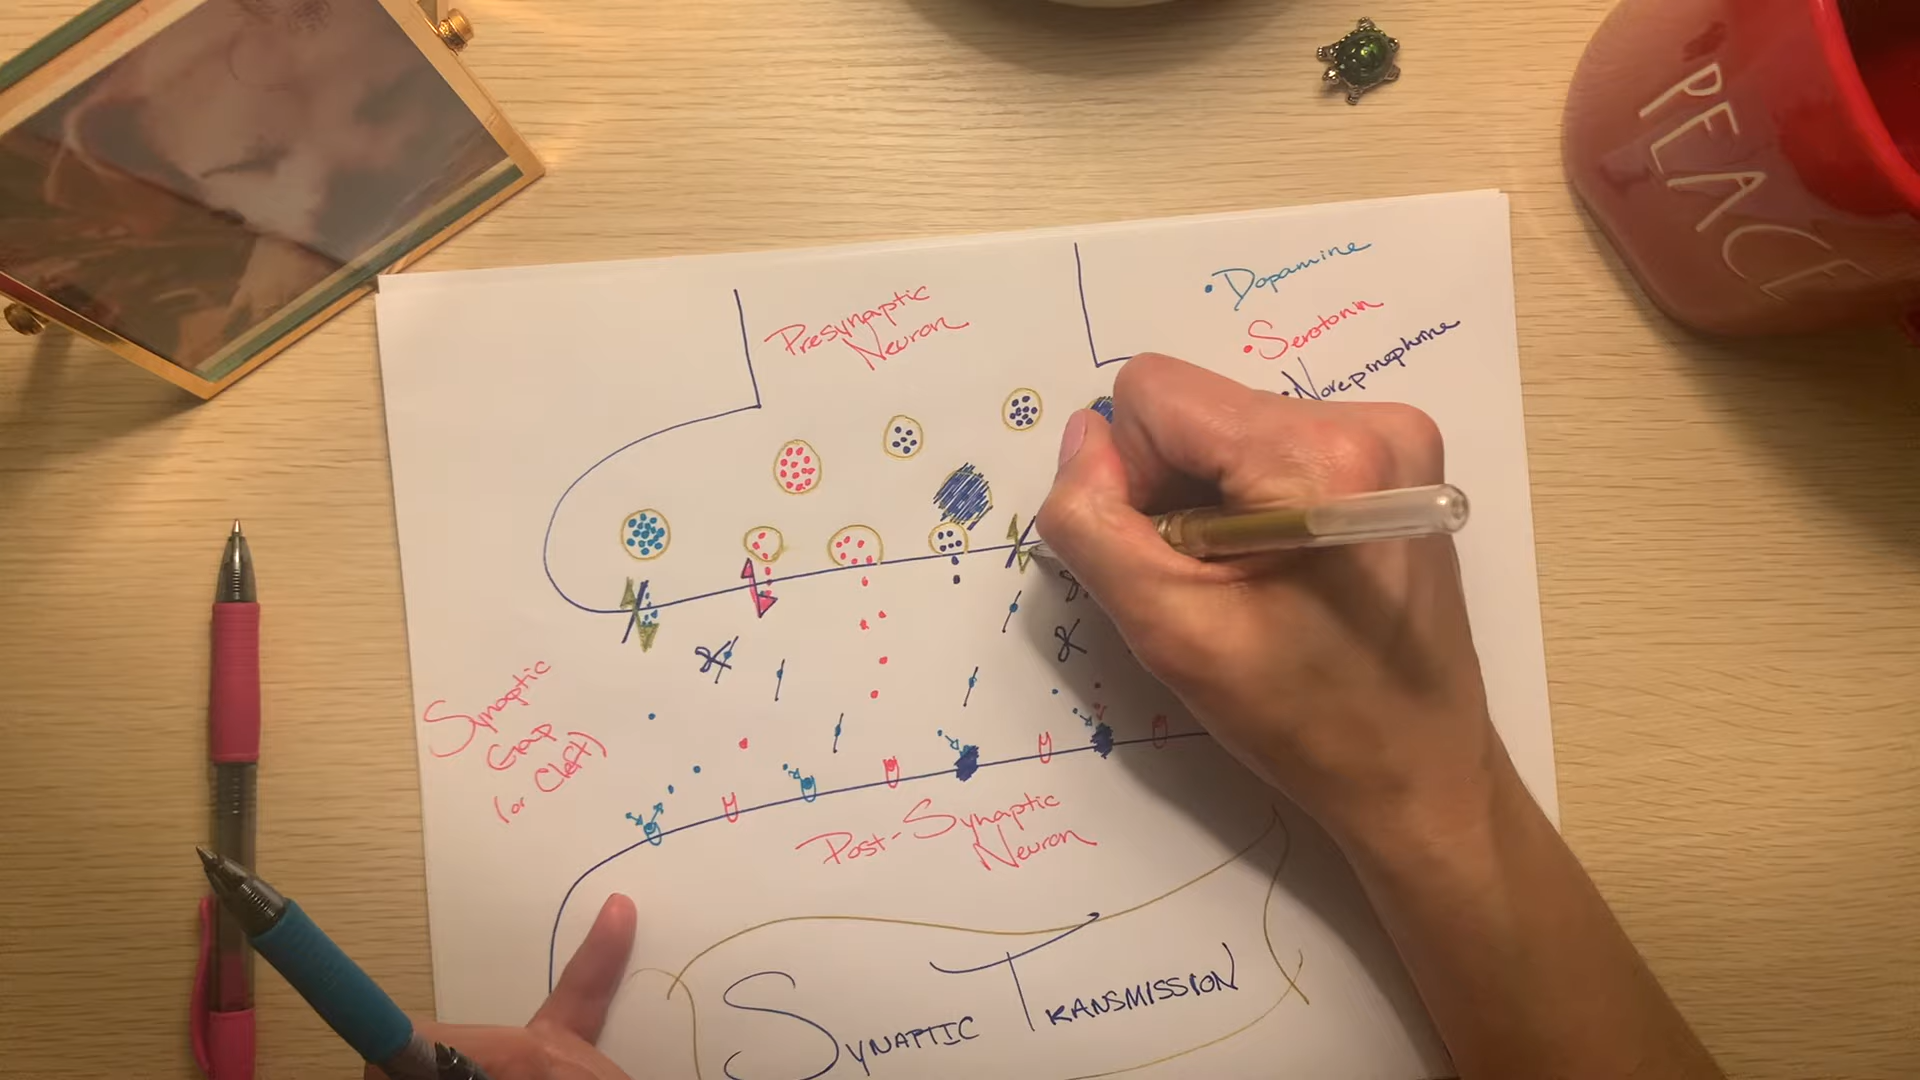 PEACE
• Dopamine
• Serotonin
• Norepinephrine
Presynaptic
Neuron
Synaptic
Gap
(or Cleft)
Post-Synaptic
Neuron
SYNAPTIC TRANSMISSION